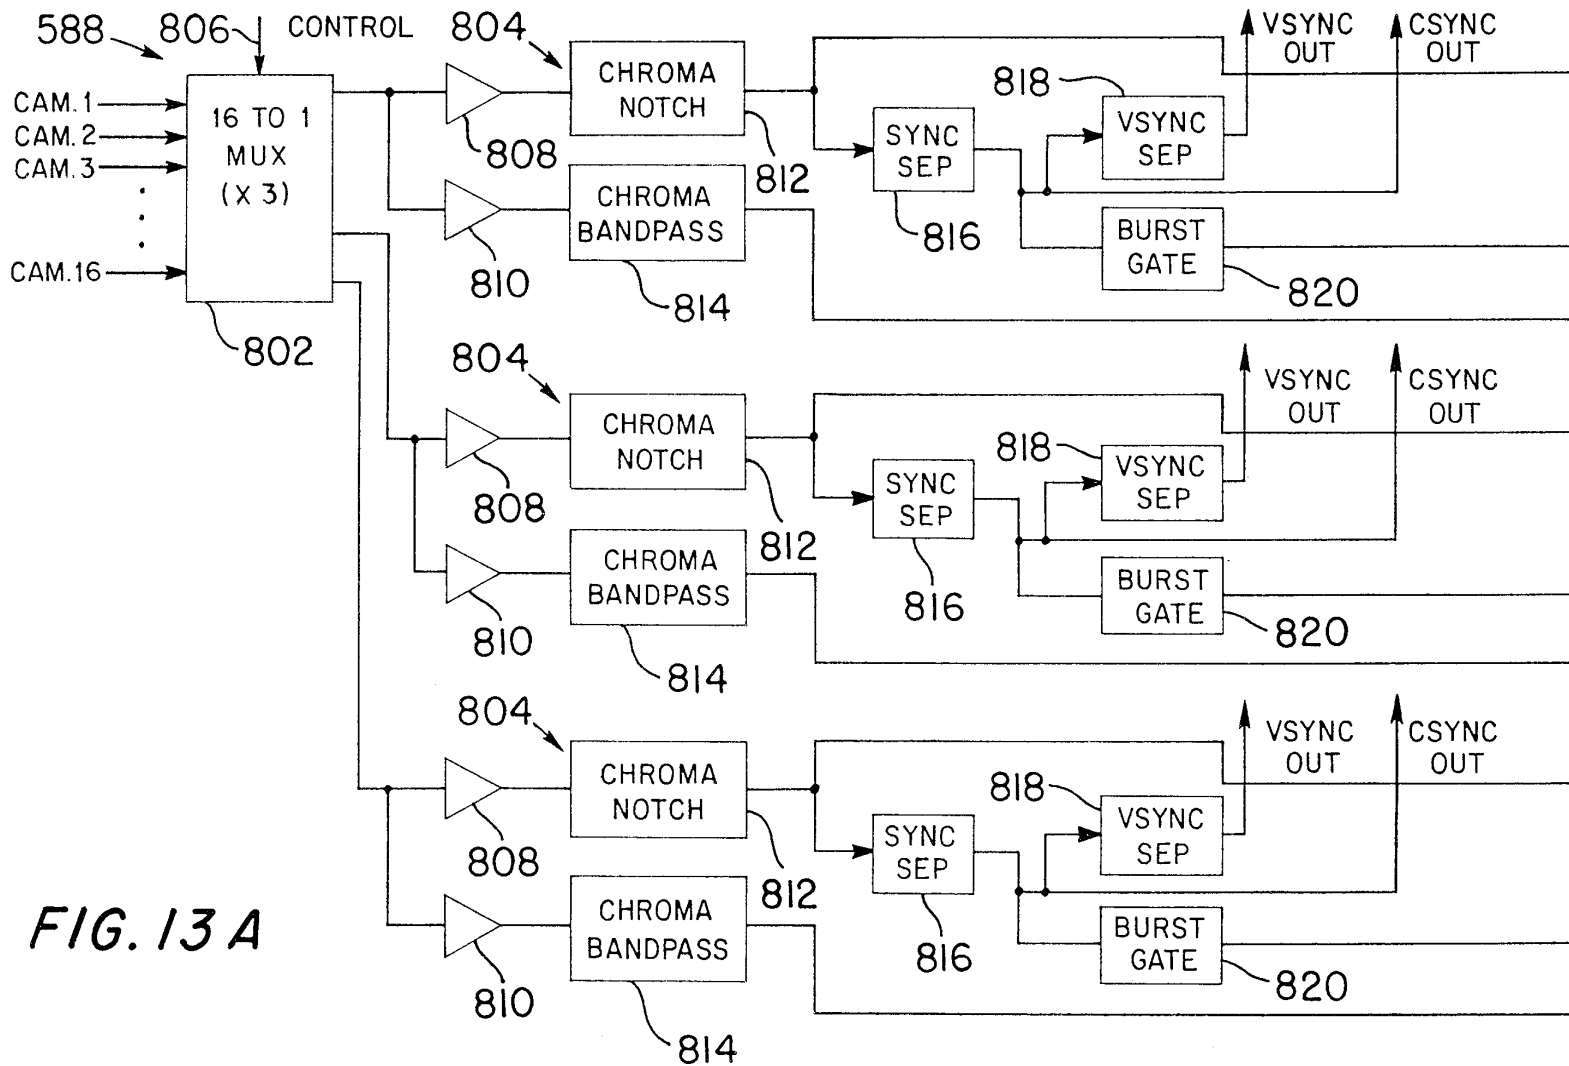 588
806
CONTROL
804
CHROMA
NOTCH
812
VSYNC
OUT
CSYNC
OUT
CAM.1
CAM.2
CAM.3
CAM.16
16 TO 1
MUX
(X 3)
802
808
810
CHROMA
BANDPASS
814
SYNC
SEP
816
818
VSYNC
SEP
BURST
GATE
820
804
CHROMA
NOTCH
812
VSYNC
OUT
CSYNC
OUT
808
810
CHROMA
BANDPASS
814
SYNC
SEP
816
818
VSYNC
SEP
BURST
GATE
820
804
CHROMA
NOTCH
812
VSYNC
OUT
CSYNC
OUT
808
810
CHROMA
BANDPASS
814
SYNC
SEP
816
818
VSYNC
SEP
BURST
GATE
820
FIG. 13A